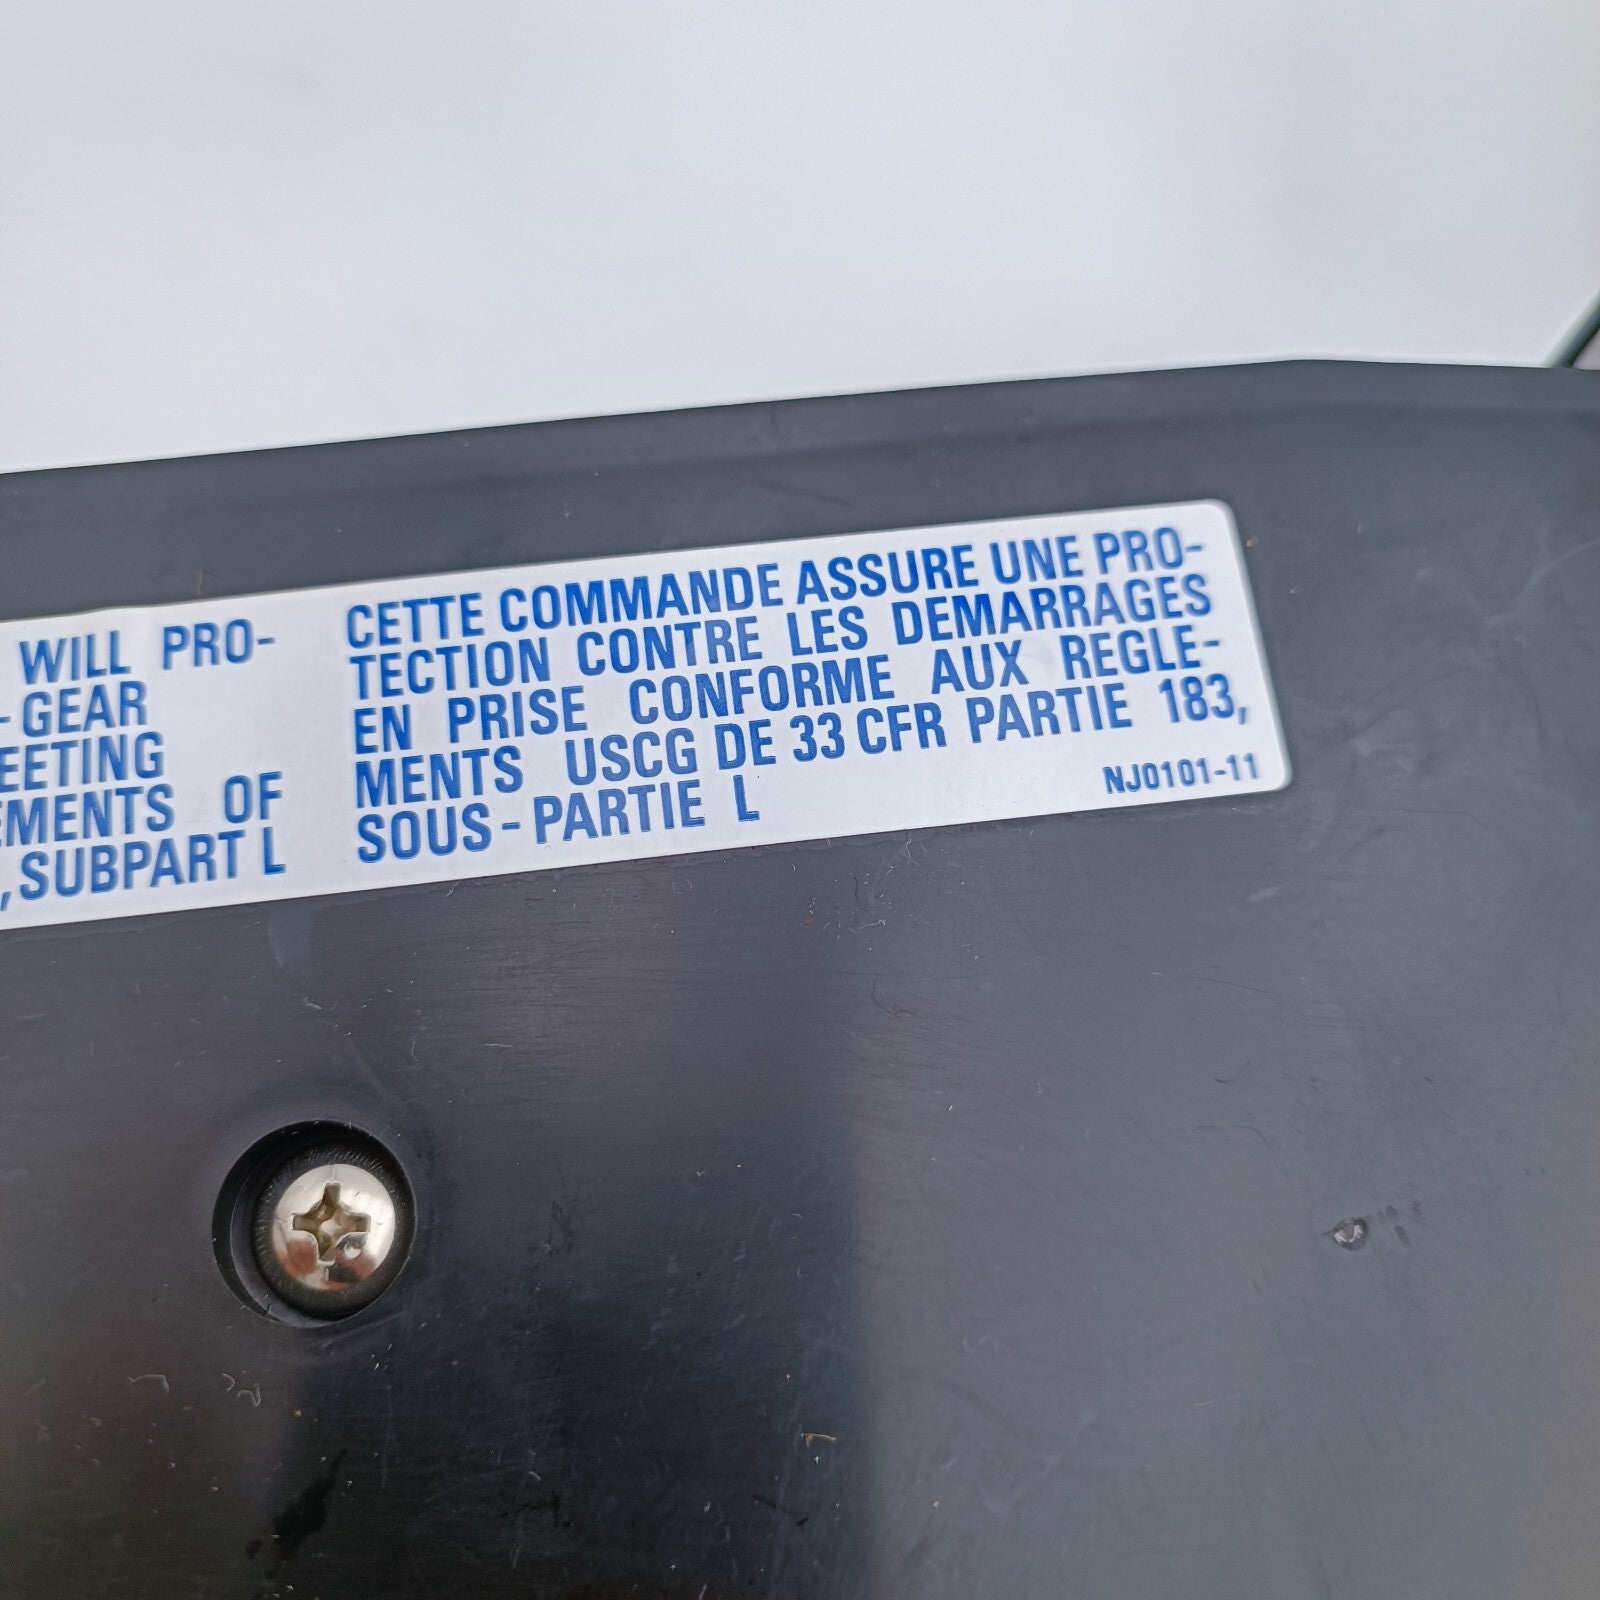 WILL PRO-
-GEAR
EETING
EMENTS OF
,SUBPART L
CETTE COMMANDE ASSURE UNE PRO-
TECTION CONTRE LES DEMARRAGES
EN PRISE CONFORME AUX REGLE-
MENTS USCG DE 33 CFR PARTIE 183,
SOUS-PARTIE L
NJ0101-11